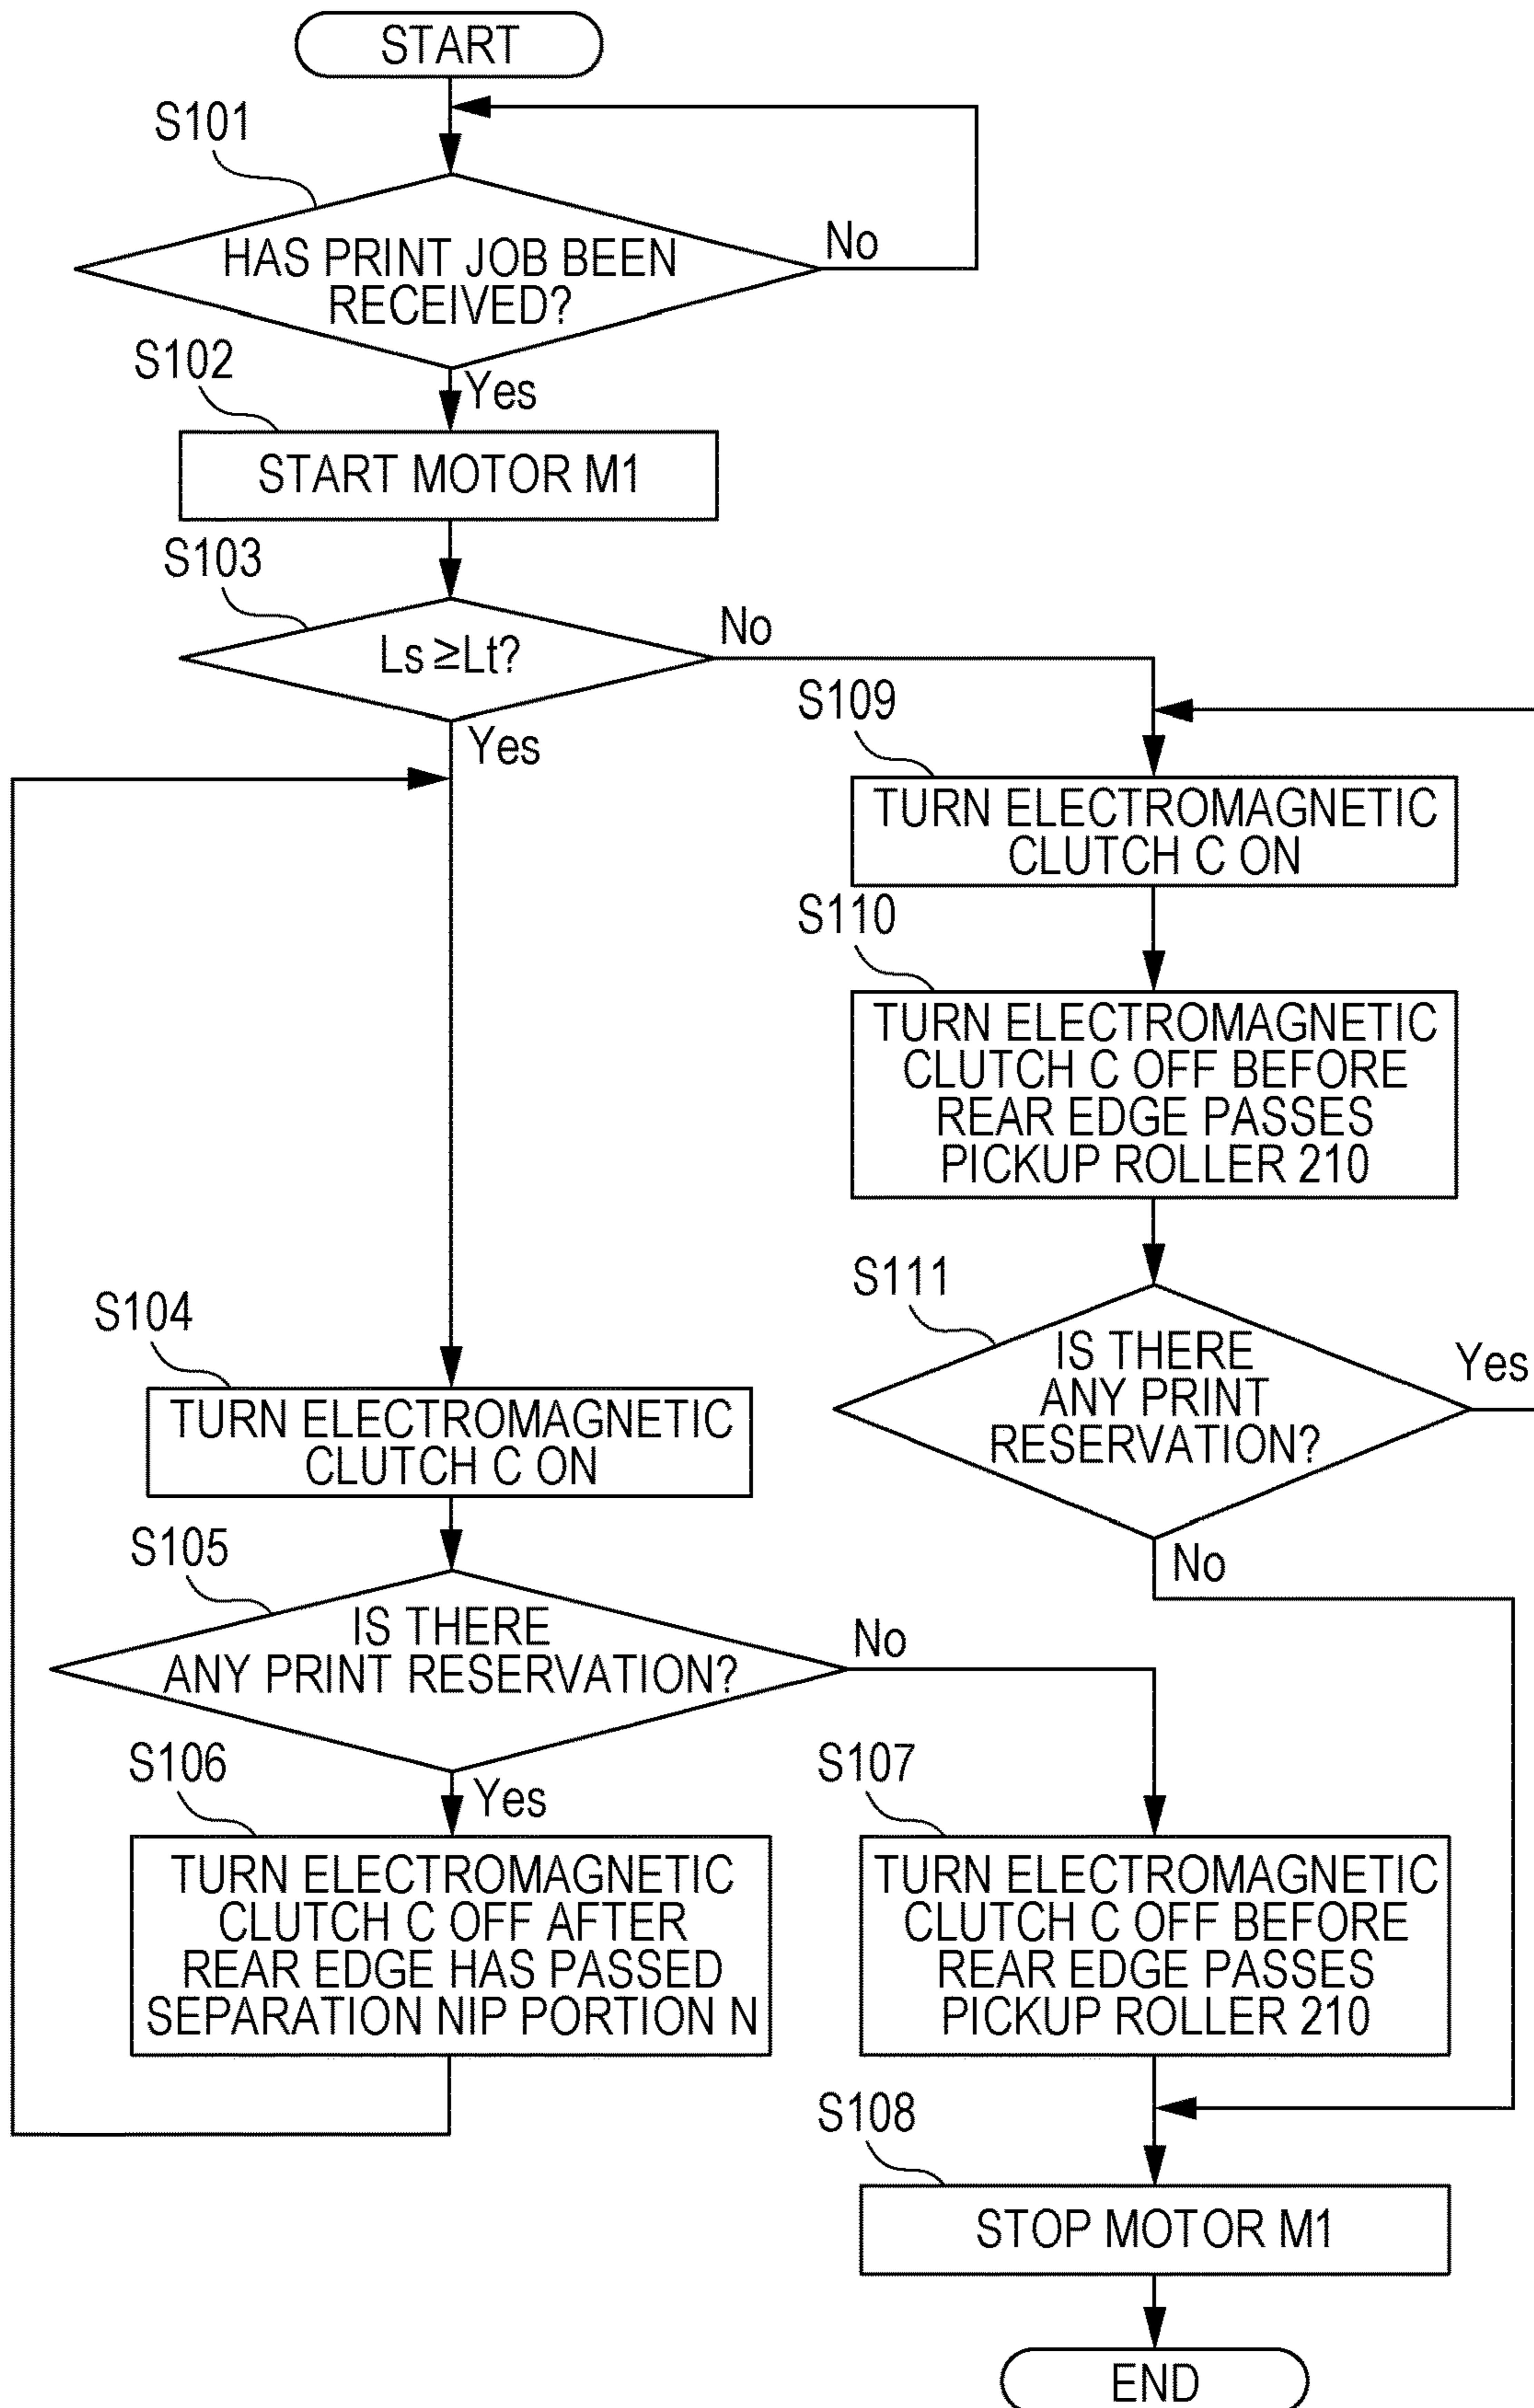 START
S101
HAS PRINT JOB BEEN
RECEIVED?
No
S102
Yes
START MOTOR M1
S103
Ls ≥Lt?
No
Yes
S109
TURN ELECTROMAGNETIC
CLUTCH C ON
S110
TURN ELECTROMAGNETIC
CLUTCH C OFF BEFORE
REAR EDGE PASSES
PICKUP ROLLER 210
S111
IS THERE
ANY PRINT
RESERVATION?
Yes
No
S104
TURN ELECTROMAGNETIC
CLUTCH C ON
S105
IS THERE
ANY PRINT RESERVATION?
No
S106
Yes
TURN ELECTROMAGNETIC
CLUTCH C OFF AFTER
REAR EDGE HAS PASSED
SEPARATION NIP PORTION N
S107
TURN ELECTROMAGNETIC
CLUTCH C OFF BEFORE
REAR EDGE PASSES
PICKUP ROLLER 210
S108
STOP MOTOR M1
END